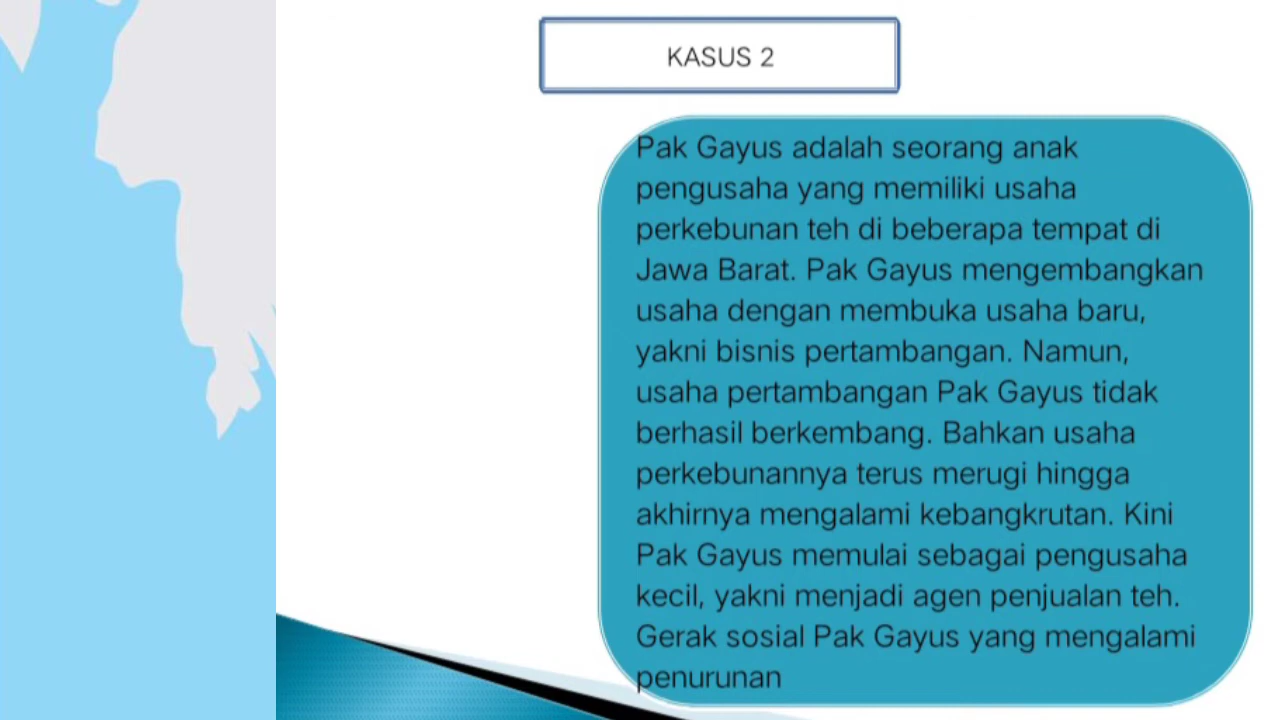 KASUS 2
Pak Gayus adalah seorang anak
pengusaha yang memiliki usaha
perkebunan teh di beberapa tempat di
Jawa Barat. Pak Gayus mengembangkan
usaha dengan membuka usaha baru,
yakni bisnis pertambangan. Namun,
usaha pertambangan Pak Gayus tidak
berhasil berkembang. Bahkan usaha
perkebunannya terus merugi hingga
akhirnya mengalami kebangkrutan. Kini
Pak Gayus memulai sebagai pengusaha
kecil, yakni menjadi agen penjualan teh.
Gerak sosial Pak Gayus yang mengalami
penurunan